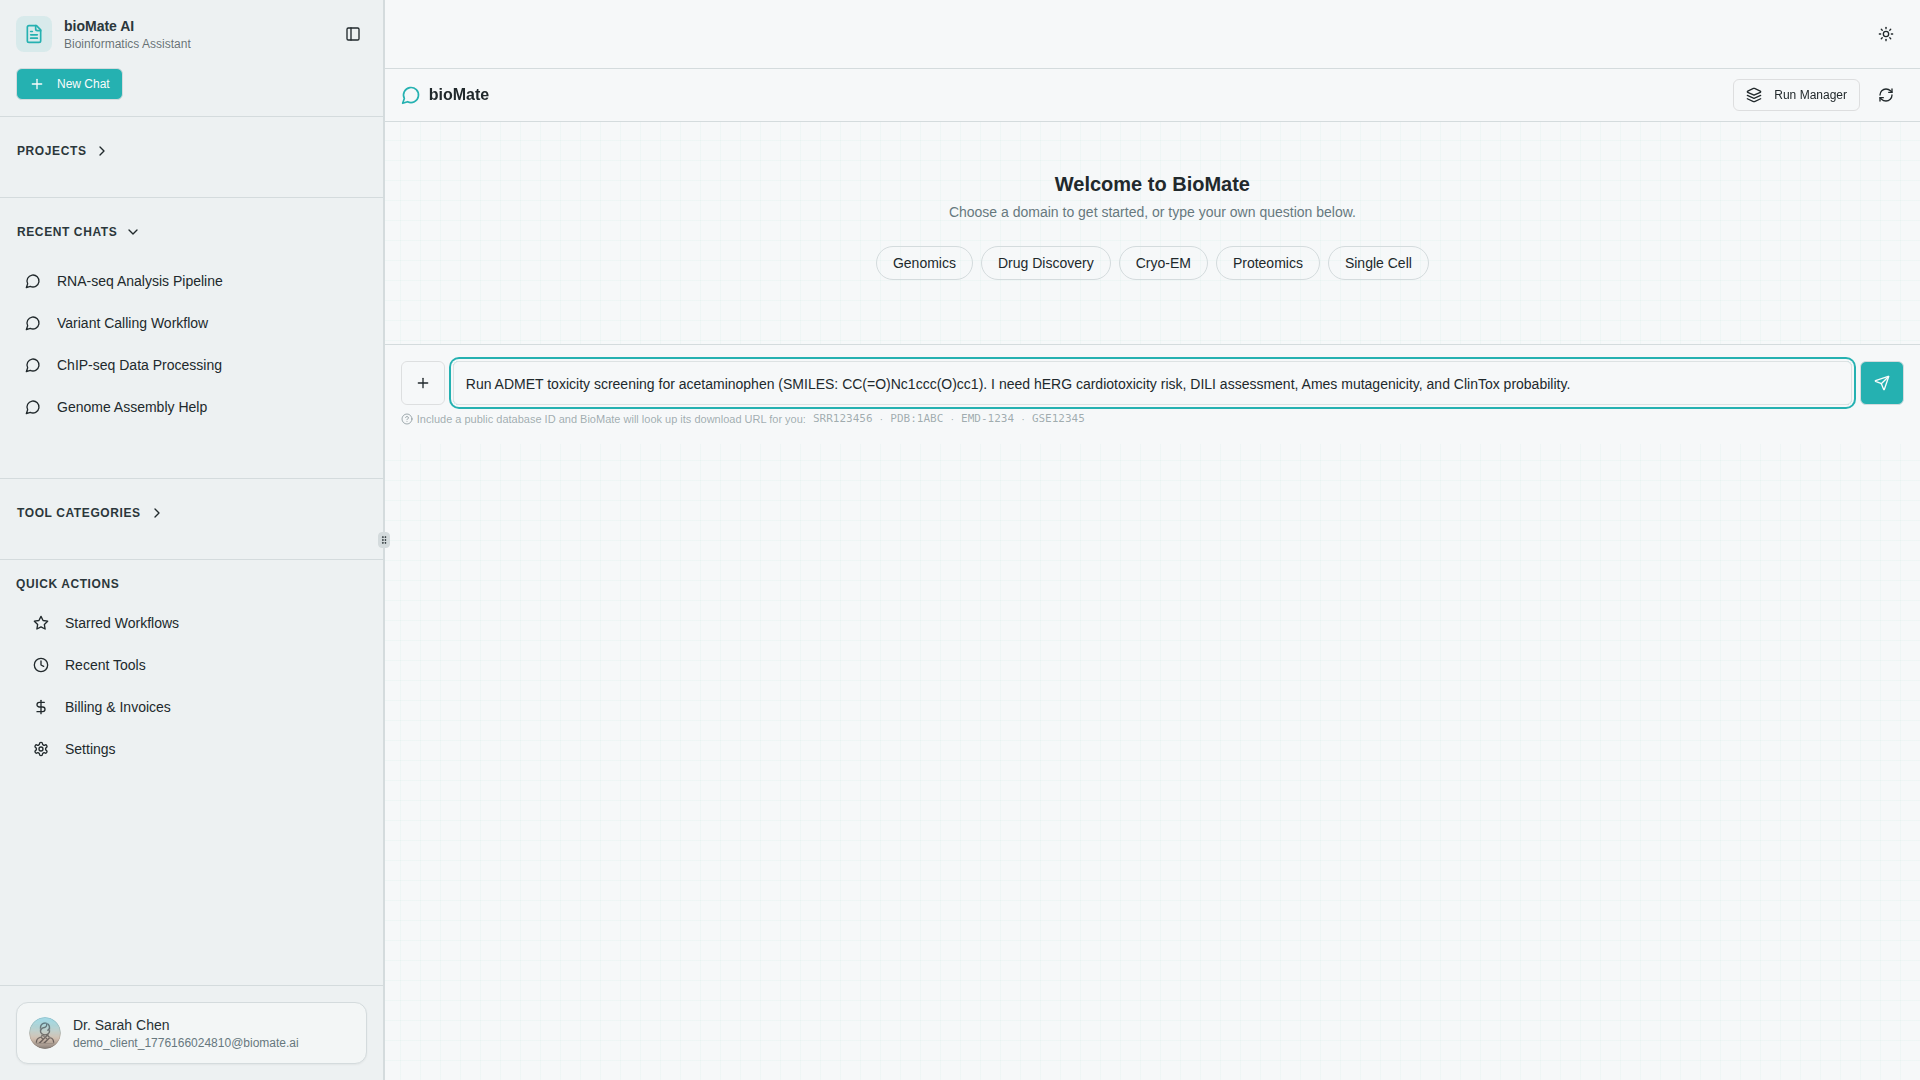 bioMate AI
Bioinformatics Assistant
New Chat
PROJECTS
RECENT CHATS
RNA-seq Analysis Pipeline
Variant Calling Workflow
ChIP-seq Data Processing
Genome Assembly Help
TOOL CATEGORIES
QUICK ACTIONS
Starred Workflows
Recent Tools
Billing & Invoices
Settings
Dr. Sarah Chen
demo_client_1776166024810@biomate.ai
bioMate
Run Manager
Welcome to BioMate
Choose a domain to get started, or type your own question below.
Genomics Drug Discovery Cryo-EM Proteomics Single Cell
Run ADMET toxicity screening for acetaminophen (SMILES: CC(=O)Nc1ccc(O)cc1). I need hERG cardiotoxicity risk, DILI assessment, Ames mutagenicity, and ClinTox probability.
Include a public database ID and BioMate will look up its download URL for you: SRR123456 · PDB:1ABC · EMD-1234 · GSE12345